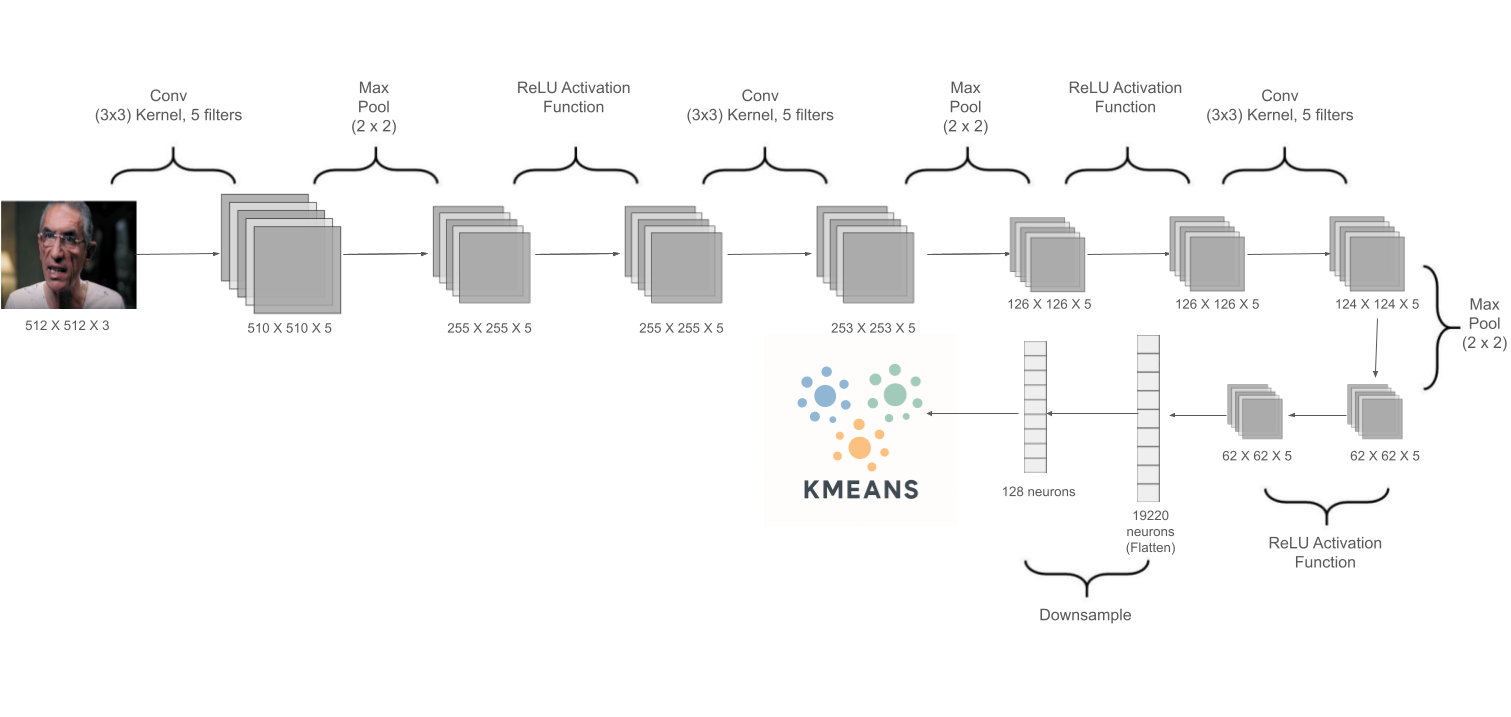 Conv
(3x3) Kernel, 5 filters
Max
Pool
(2 x 2)
ReLU Activation
Function
Conv
(3x3) Kernel, 5 filters
Max
Pool
(2 x 2)
ReLU Activation
Function
Conv
(3x3) Kernel, 5 filters
512 X 512 X 3
510 X 510 X 5
255 X 255 X 5
255 X 255 X 5
253 X 253 X 5
126 X 126 X 5
126 X 126 X 5
124 X 124 X 5
Max
Pool
(2 x 2)
62 X 62 X 5
62 X 62 X 5
ReLU Activation
Function
19220
neurons
(Flatten)
128 neurons
Downsample
KMEANS